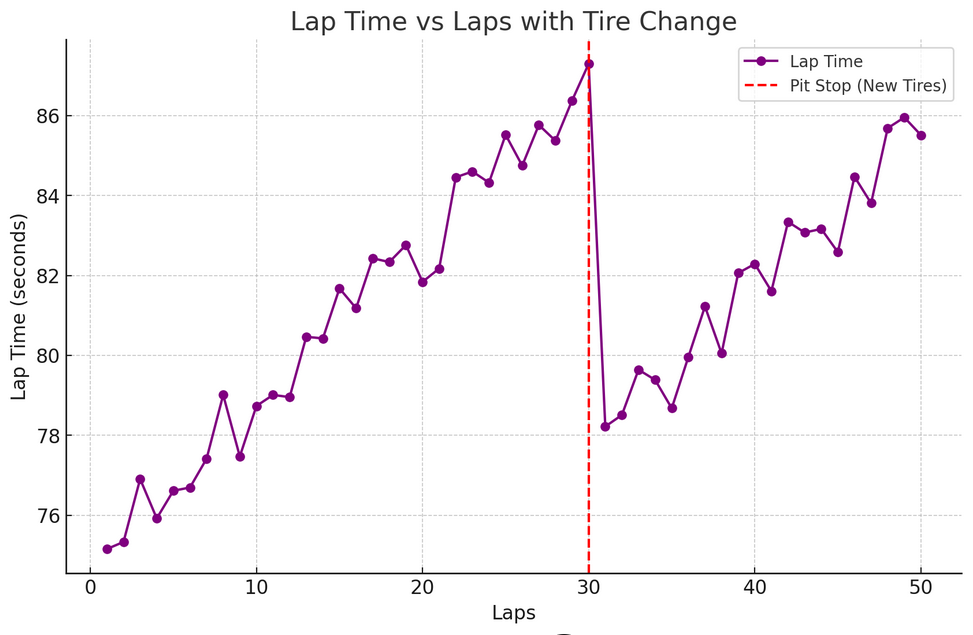 Lap Time vs Laps with Tire Change
Lap Time
Pit Stop (New Tires)
Lap Time (seconds)
86
84
82
80
78
76
0 10 20 30 40 50
Laps